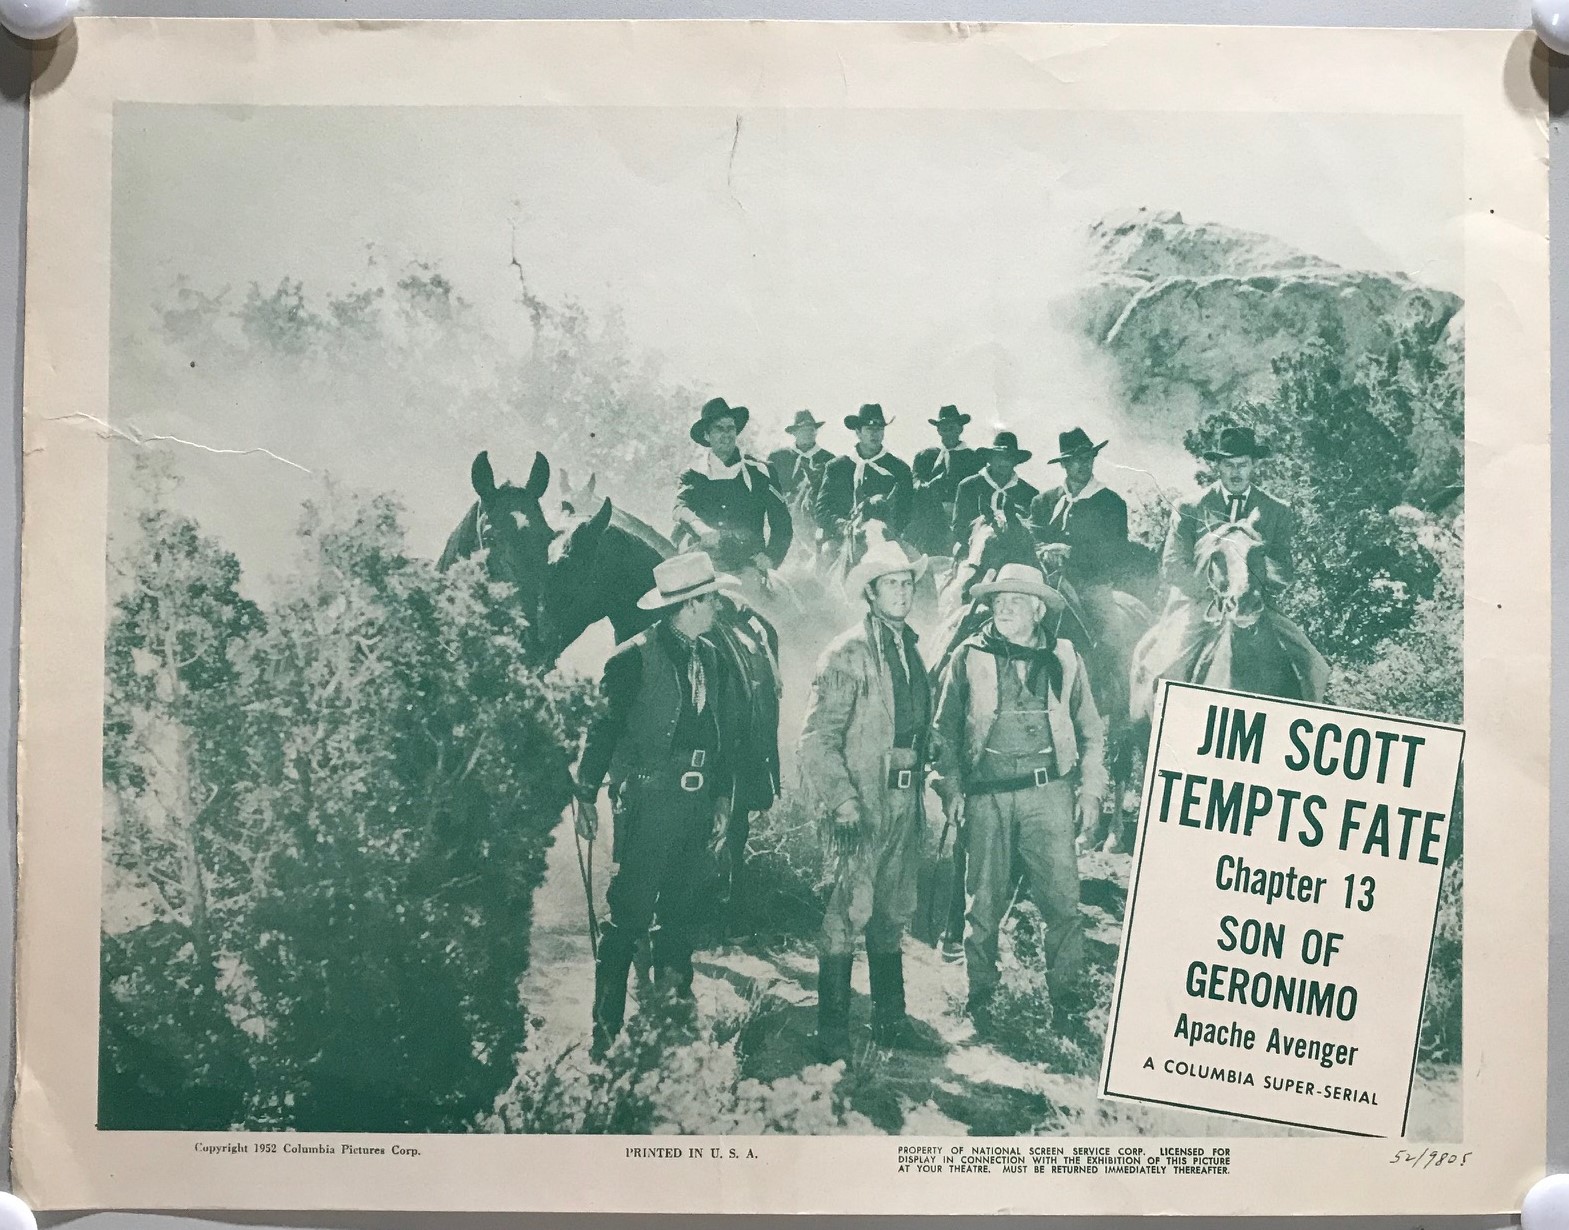 JIM SCOTT
TEMPTS FATE
Chapter 13
SON OF
GERONIMO
Apache Avenger
A COLUMBIA SUPER-SERIAL
Copyright 1952 Columbia Pictures Corp.
PRINTED IN U. S. A.
PROPERTY OF NATIONAL SCREEN SERVICE CORP. LICENSED FOR
DISPLAY IN CONNECTION WITH THE EXHIBITION OF THIS PICTURE
AT YOUR THEATRE. MUST BE RETURNED IMMEDIATELY THEREAFTER.